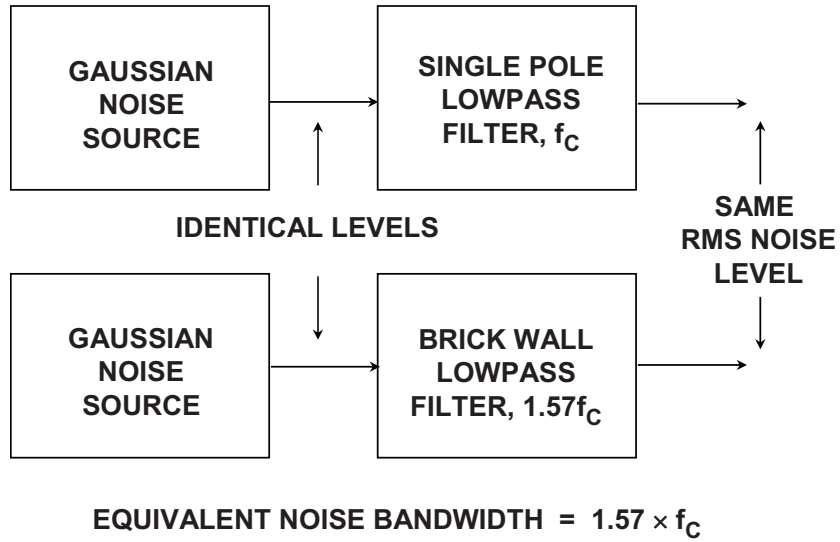 GAUSSIAN
NOISE
SOURCE
SINGLE POLE
LOWPASS
FILTER, fC
IDENTICAL LEVELS
SAME
RMS NOISE
LEVEL
GAUSSIAN
NOISE
SOURCE
BRICK WALL
LOWPASS
FILTER, 1.57fC
EQUIVALENT NOISE BANDWIDTH = 1.57 × fC